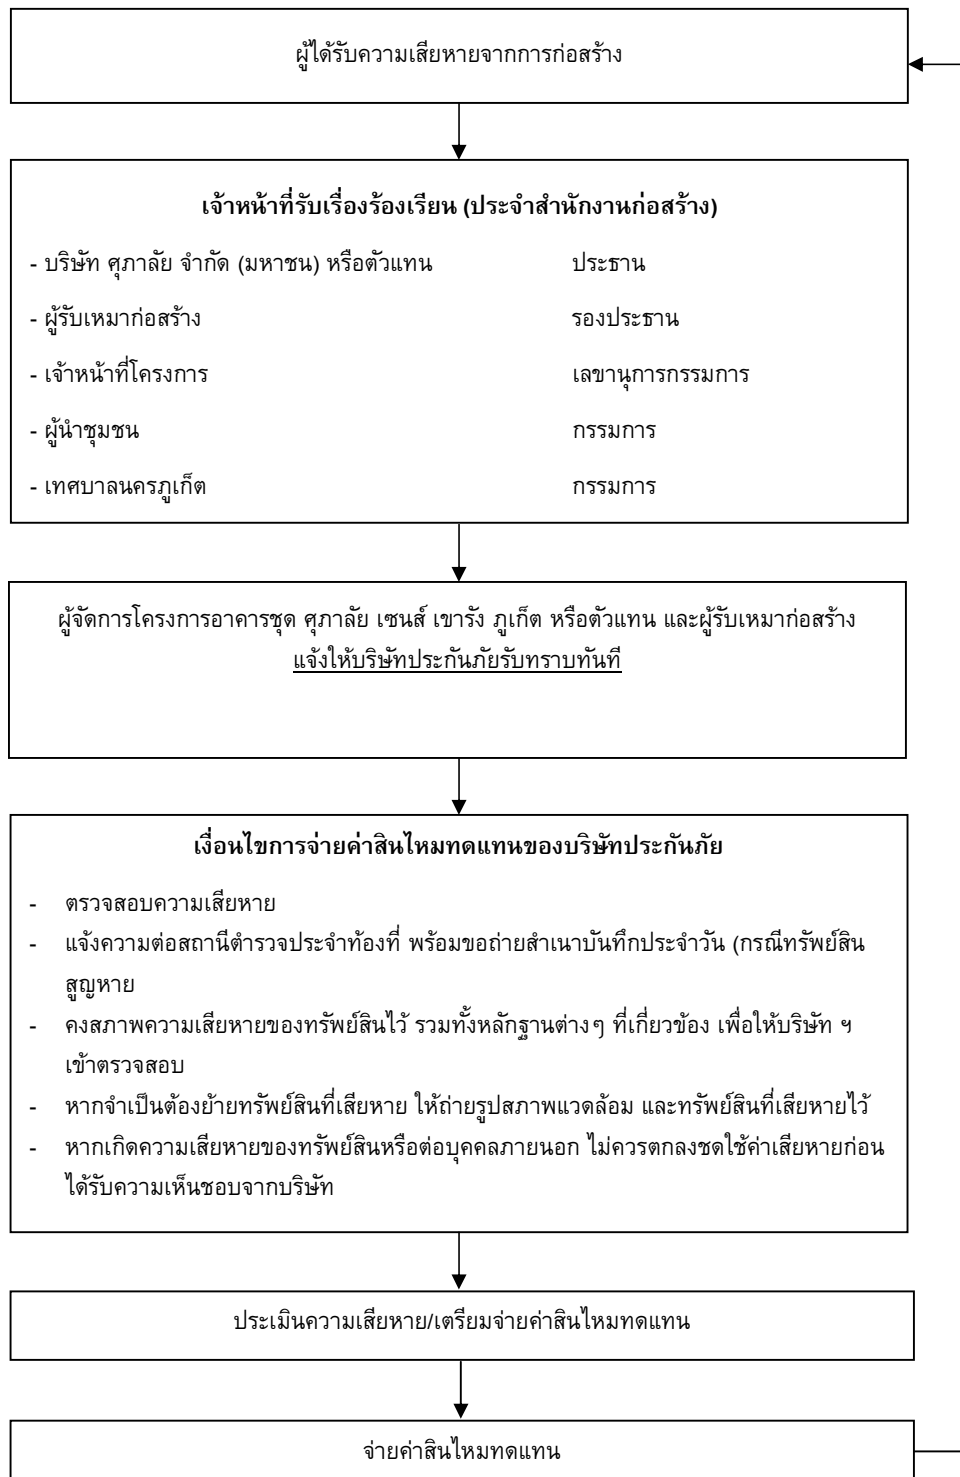 ผู้ได้รับความเสียหายจากการก่อสร้าง
เจ้าหน้าที่รับเรื่องร้องเรียน (ประจำสำนักงานก่อสร้าง)
- บริษัท ศุภาลัย จำกัด (มหาชน) หรือตัวแทน ประธาน
- ผู้รับเหมาก่อสร้าง รองประธาน
- เจ้าหน้าที่โครงการ เลขานุการกรรมการ
- ผู้นำชุมชน กรรมการ
- เทศบาลนครภูเก็ต กรรมการ
ผู้จัดการโครงการอาคารชุด ศุภาลัย เซนส์ เขารัง ภูเก็ต หรือตัวแทน และผู้รับเหมาก่อสร้าง
แจ้งให้บริษัทประกันภัยรับทราบทันที
เงื่อนไขการจ่ายค่าสินไหมทดแทนของบริษัทประกันภัย
- ตรวจสอบความเสียหาย
- แจ้งความต่อสถานีตำรวจประจำท้องที่ พร้อมขอถ่ายสำเนาบันทึกประจำวัน (กรณีทรัพย์สิน
สูญหาย
- คงสภาพความเสียหายของทรัพย์สินไว้ รวมทั้งหลักฐานต่างๆ ที่เกี่ยวข้อง เพื่อให้บริษัท ฯ
เข้าตรวจสอบ
- หากจำเป็นต้องย้ายทรัพย์สินที่เสียหาย ให้ถ่ายรูปสภาพแวดล้อม และทรัพย์สินที่เสียหายไว้
- หากเกิดความเสียหายของทรัพย์สินหรือต่อบุคคลภายนอก ไม่ควรตกลงชดใช้ค่าเสียหายก่อน
ได้รับความเห็นชอบจากบริษัท
ประเมินความเสียหาย/เตรียมจ่ายค่าสินไหมทดแทน
จ่ายค่าสินไหมทดแทน